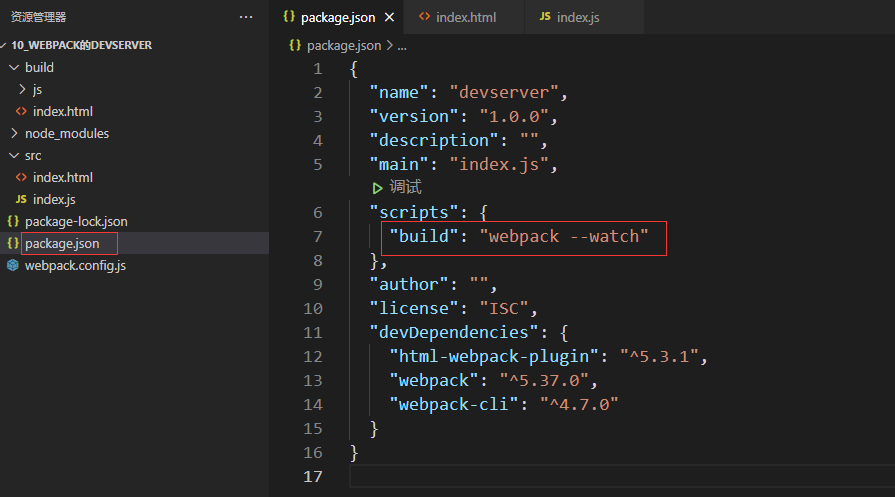 资源管理器
···
10_WEBPACK的DEVSERVER
build
js
index.html
node_modules
src
index.html
index.js
package-lock.json
package.json
webpack.config.js
package.json index.html index.js
package.json > ...
1 {
2 "name": "devserver",
3 "version": "1.0.0",
4 "description": "",
5 "main": "index.js",
调试
6 "scripts": {
7 "build": "webpack --watch"
8 },
9 "author": "",
10 "license": "ISC",
11 "devDependencies": {
12 "html-webpack-plugin": "^5.3.1",
13 "webpack": "^5.37.0",
14 "webpack-cli": "^4.7.0"
15 }
16 }
17